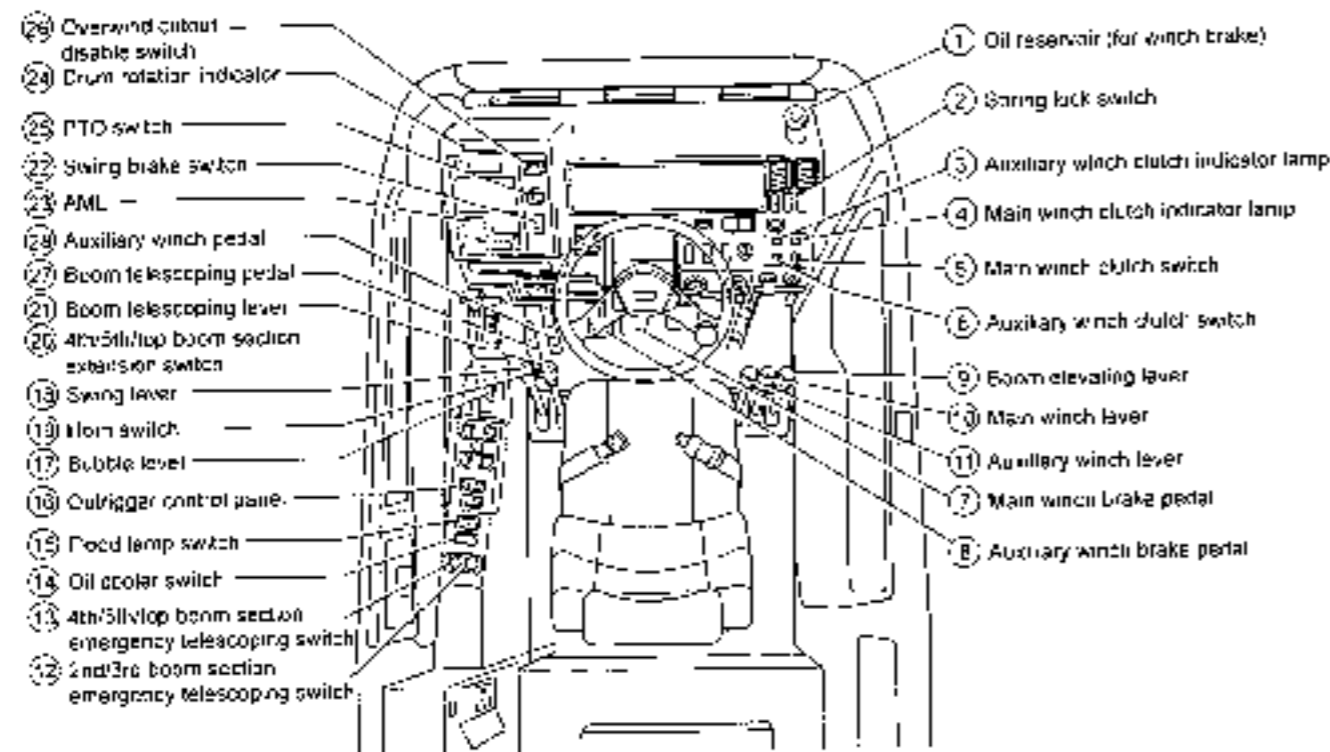 26 Overwind cutout
disable switch
24 Drum rotation indicator
25 PTO switch
22 Swing brake switch
23 AML
28 Auxiliary winch pedal
27 Boom telescoping pedal
21 Boom telescoping lever
20 4th/5th/top boom section
extension switch
18 Swing lever
19 Horn switch
17 Bubble level
16 Outrigger control panel
15 Flood lamp switch
14 Oil cooler switch
13 4th/5th/top boom section
emergency telescoping switch
12 2nd/3rd boom section
emergency telescoping switch
1 Oil reservoir (for winch brake)
2 lock switch
3 Auxiliary winch clutch indicator lamp
4 Main winch clutch indicator lamp
5 Main winch clutch switch
6 Auxiliary winch clutch switch
9 Boom elevating lever
10 Main winch lever
11 Auxiliary winch lever
7 Main winch brake pedal
8 Auxiliary winch brake pedal